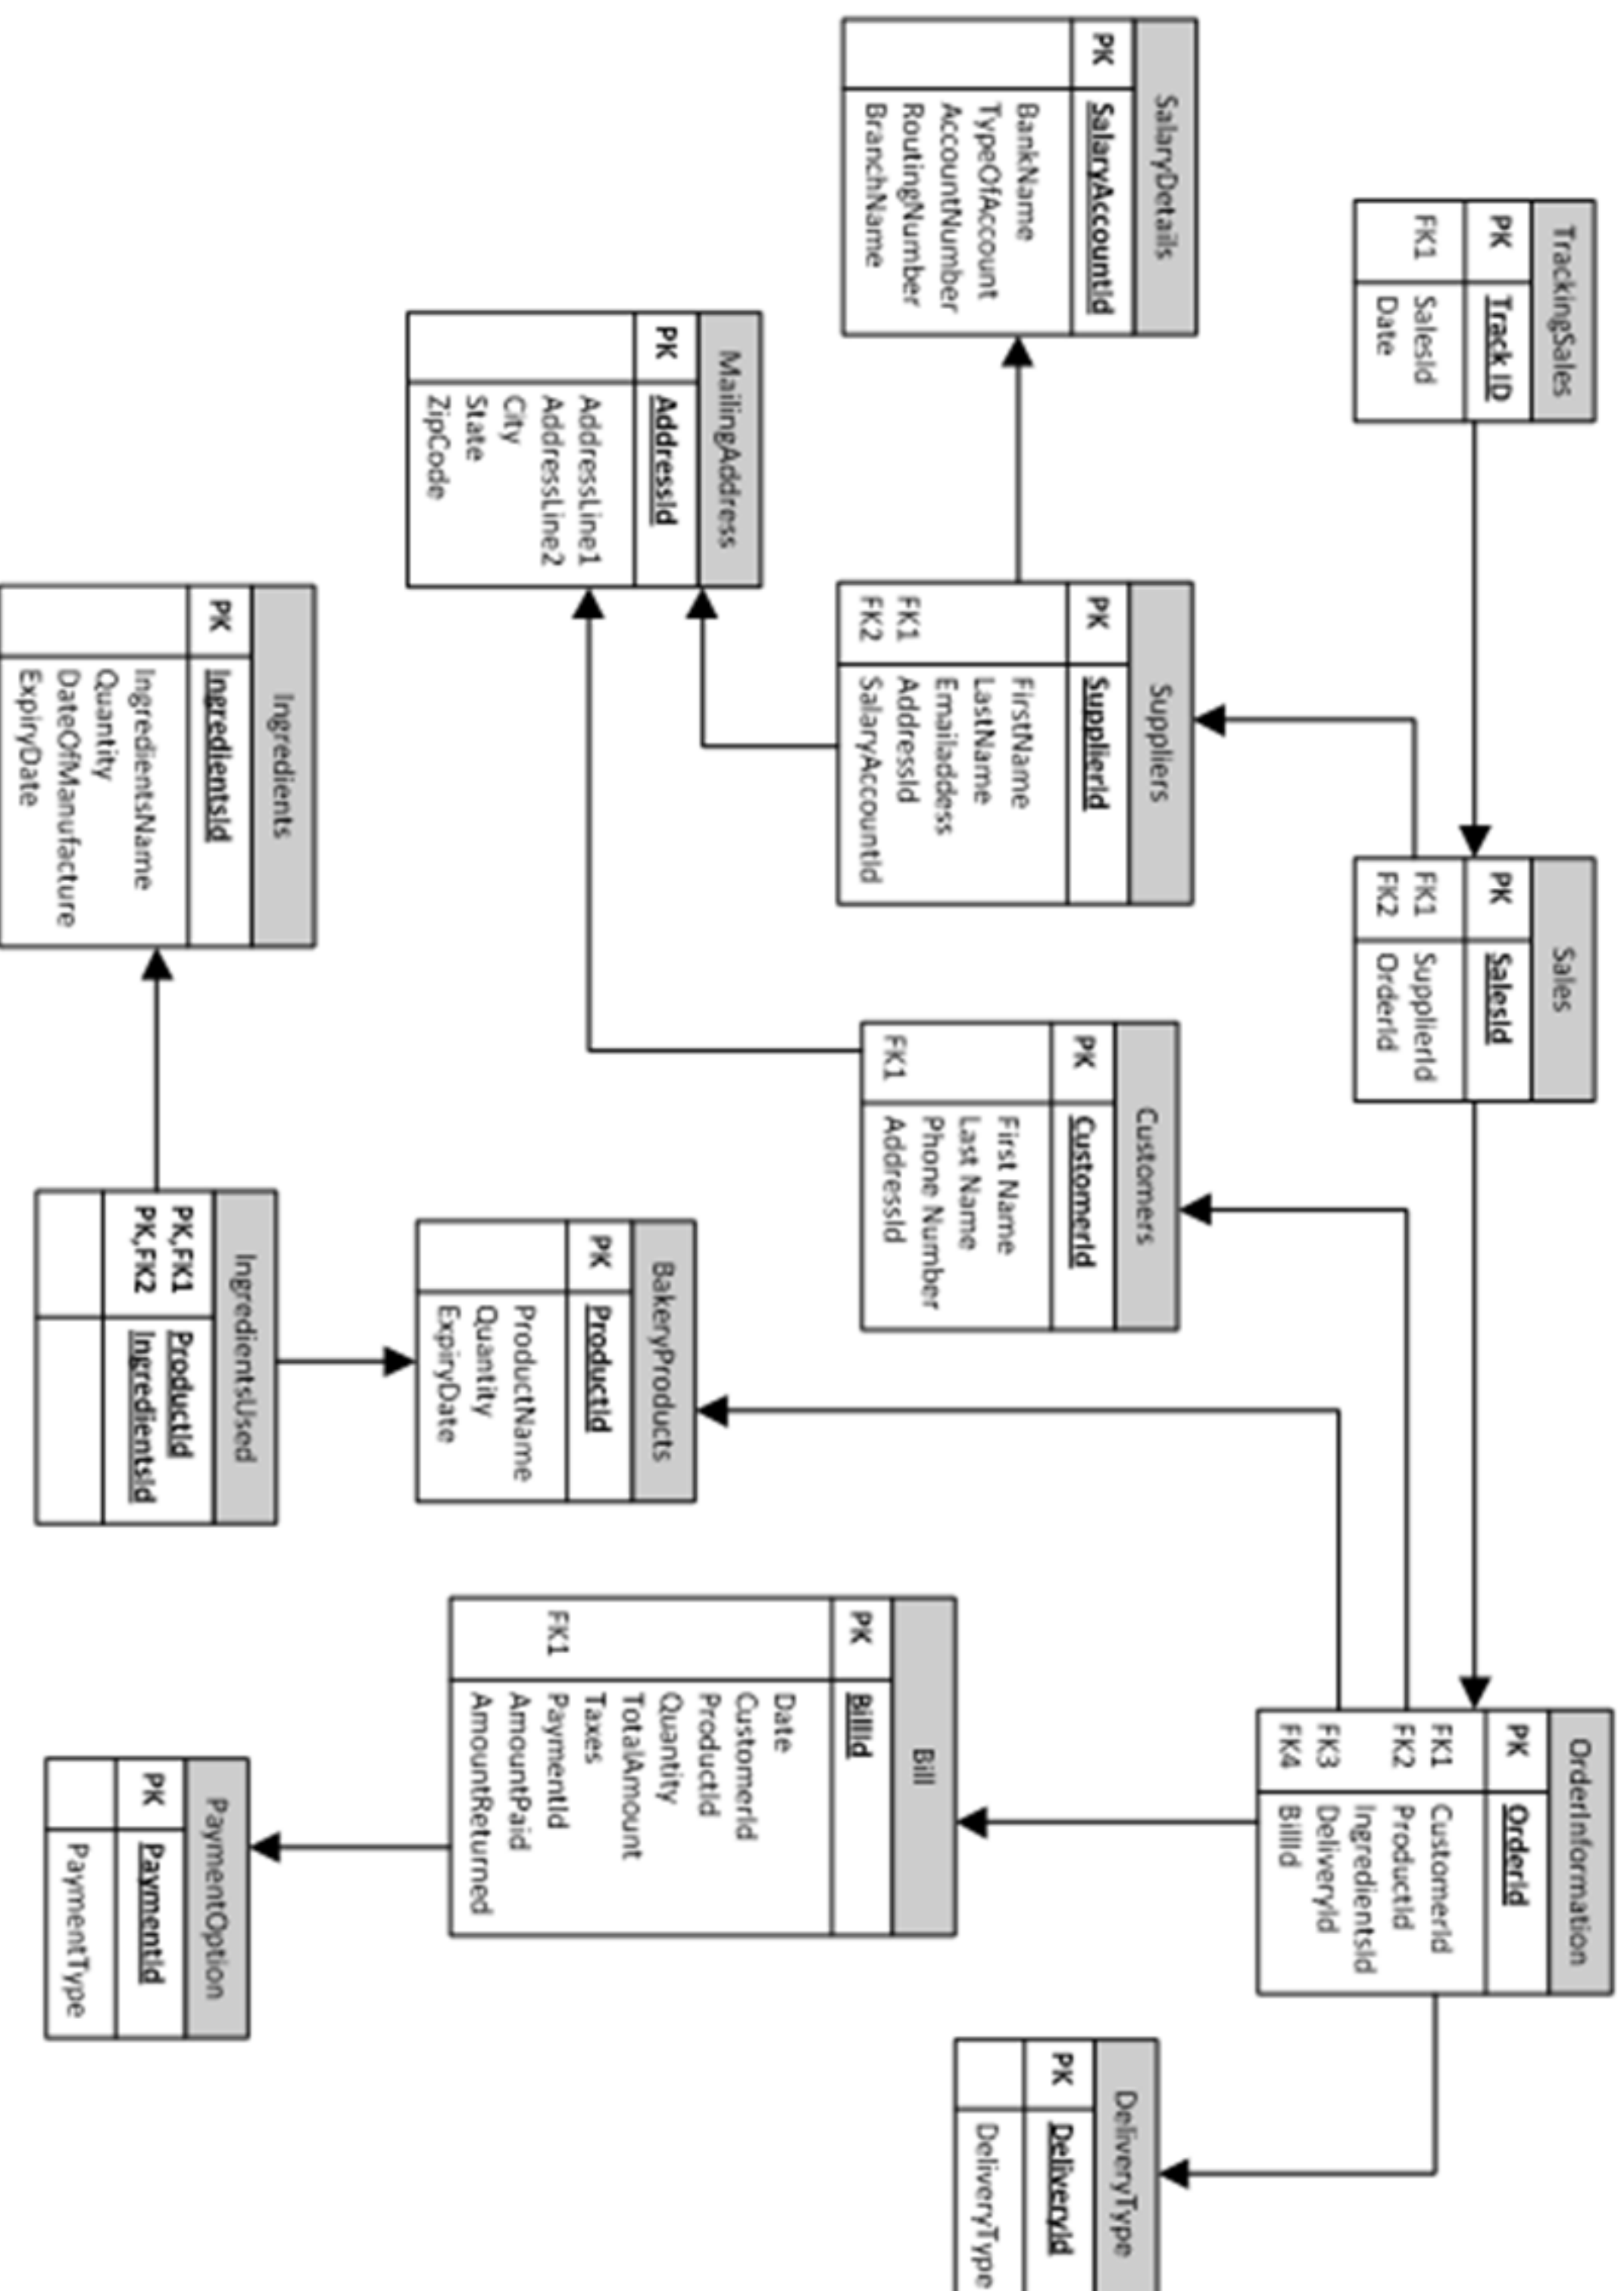 TrackingSales
PK Track ID
FK1 SalesId
Date
Sales
PK SalesId
FK1 SupplierId
FK2 OrderId
OrderInformation
PK OrderId
FK1 CustomerId
FK2 ProductId
IngredientsId
FK3 DeliveryId
FK4 BillId
SalaryDetails
PK SalaryAccountId
BankName
TypeOfAccount
AccountNumber
RoutingNumber
BranchName
Suppliers
PK SupplierId
FirstName
LastName
Emailaddess
FK1 AddressId
FK2 SalaryAccountId
Customers
PK CustomerId
First Name
Last Name
Phone Number
FK1 AddressId
DeliveryType
PK DeliveryId
DeliveryType
MailingAddress
PK AddressId
AddressLine1
AddressLine2
City
State
ZipCode
BakeryProducts
PK ProductId
ProductName
Quantity
ExpiryDate
Bill
PK BillId
Date
CustomerId
ProductId
Quantity
TotalAmount
Taxes
FK1 PaymentId
AmountPaid
AmountReturned
Ingredients
PK IngredientsId
IngredientsName
Quantity
DateOfManufacture
ExpiryDate
IngredientsUsed
PK,FK1 ProductId
PK,FK2 IngredientsId
PaymentOption
PK PaymentId
PaymentType